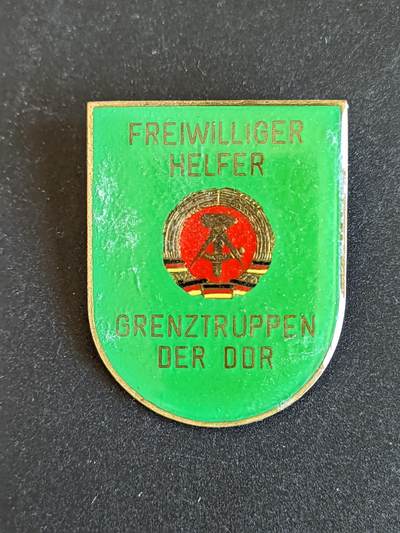 FREIWILLIGER
HELFER
GRENZTRUPPEN
DER DDR